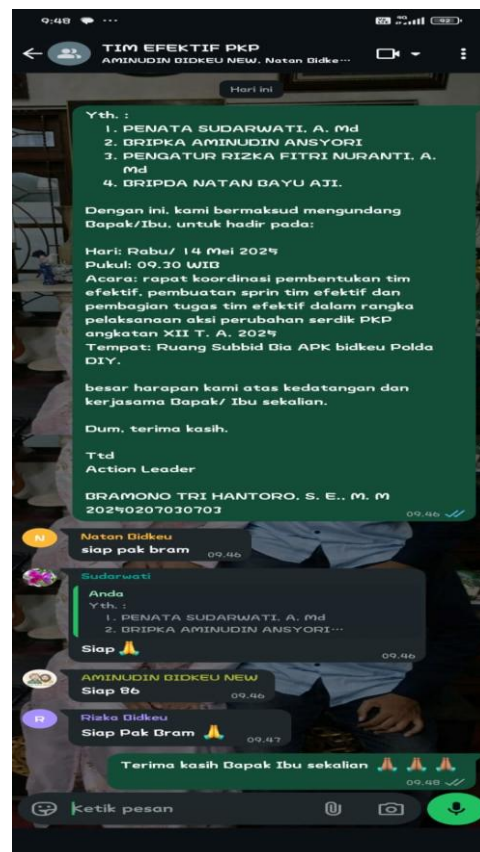 9:48
TIM EFEKTIF PKP
AMINUDIN BIDKEU NEW, Natan Bidke...
Hari ini
Yth. :
1. PENATA SUDARWATI, A. Md
2. BRIPKA AMINUDIN ANSYORI
3. PENGATUR RIZKA FITRI NURANTI, A.
Md
4. BRIPDA NATAN BAYU AJI.
Dengan ini, kami bermaksud mengundang
Bapak/Ibu, untuk hadir pada:
Hari: Rabu/ 14 Mei 2025
Pukul: 09.30 WIB
Acara: rapat koordinasi pembentukan tim
efektif, pembuatan sprin tim efektif dan
pembagian tugas tim efektif dalam rangka
pelaksanaan aksi perubahan serdik PKP
angkatan XII T. A. 2025
Tempat: Ruang Subbid Bia APK bidkeu Polda
DIY.
besar harapan kami atas kedatangan dan
kerjasama Bapak/ Ibu sekalian.
Dum, terima kasih.
Ttd
Action Leader
BRAMONO TRI HANTORO, S. E., M. M
20250207030703
09.46
Natan Bidkeu
siap pak bram 09.46
Sudarwati
Anda
Yth. :
1. PENATA SUDARWATI, A. Md
2. BRIPKA AMINUDIN ANSYORI...
Siap 🙏
09.46
AMINUDIN BIDKEU NEW
Siap 86 09.46
Rizka Bidkeu
Siap Pak Bram 🙏 09.47
Terima kasih Bapak Ibu sekalian 🙏 🙏 🙏
09.48
Ketik pesan